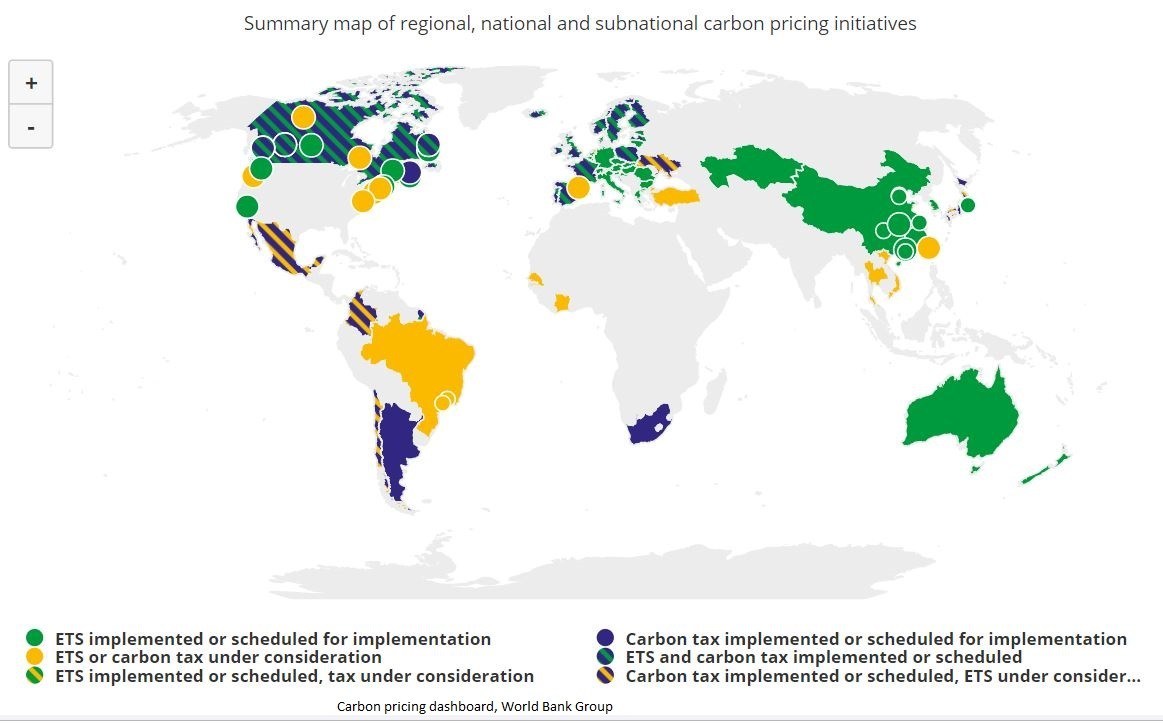 Summary map of regional, national and subnational carbon pricing initiatives
+
-
ETS implemented or scheduled for implementation
ETS or carbon tax under consideration
ETS implemented or scheduled, tax under consideration
Carbon tax implemented or scheduled for implementation
ETS and carbon tax implemented or scheduled
Carbon tax implemented or scheduled, ETS under consider...
Carbon pricing dashboard, World Bank Group